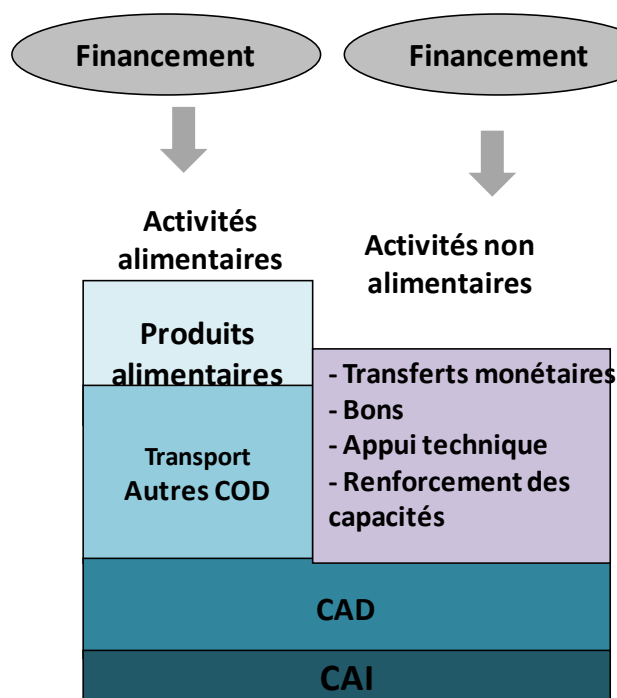 Financement
Financement
Activités
alimentaires
Activités non
alimentaires
Produits
alimentaires
Transport
Autres COD
- Transferts monétaires
- Bons
- Appui technique
- Renforcement des
capacités
CAD
CAI